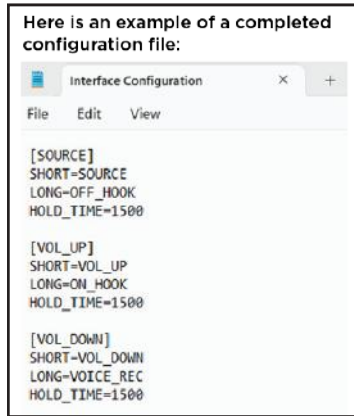 Here is an example of a completed
configuration file:
Interface Configuration
File Edit View
[SOURCE]
SHORT=SOURCE
LONG=OFF_HOOK
HOLD_TIME=1500
[VOL_UP]
SHORT=VOL_UP
LONG=ON_HOOK
HOLD_TIME=1500
[VOL_DOWN]
SHORT=VOL_DOWN
LONG=VOICE_REC
HOLD_TIME=1500